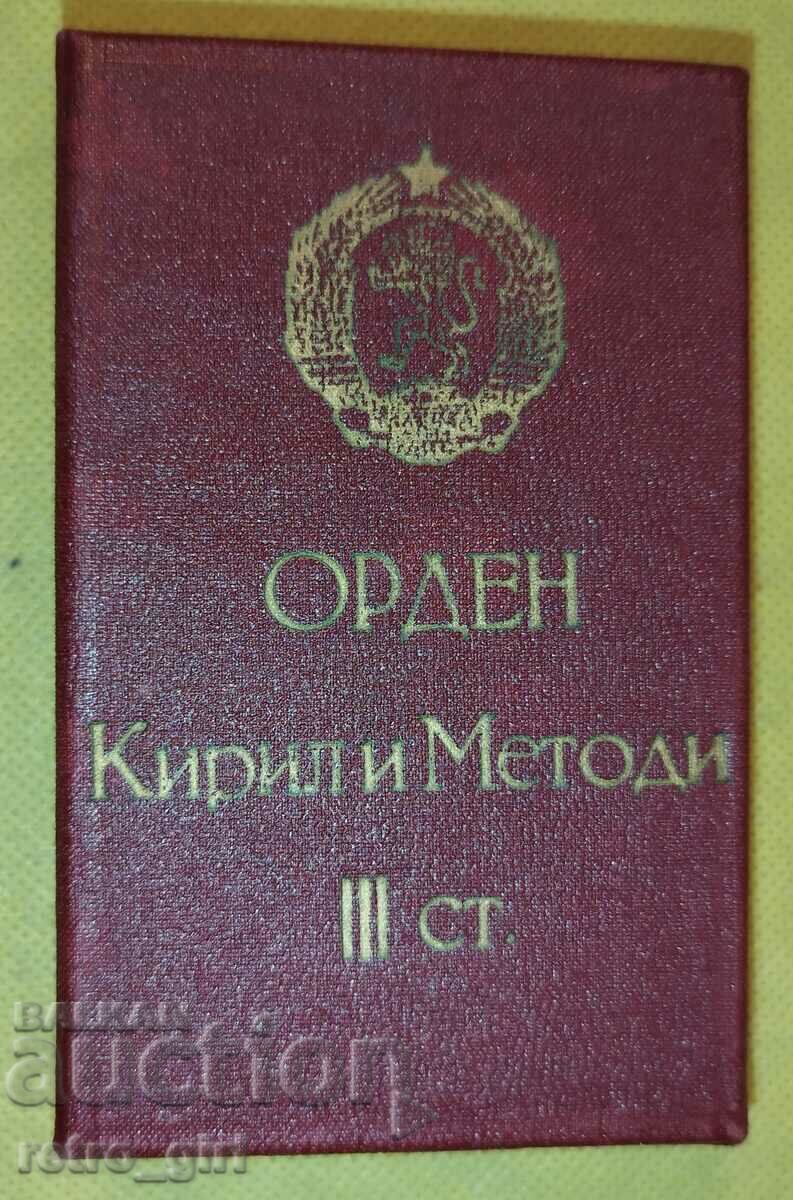 ОРДЕН
Кирил и Методи
III ст.
BALKAN
auction
retro_girl